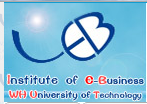 Institute of e-Business
WH University of Technology